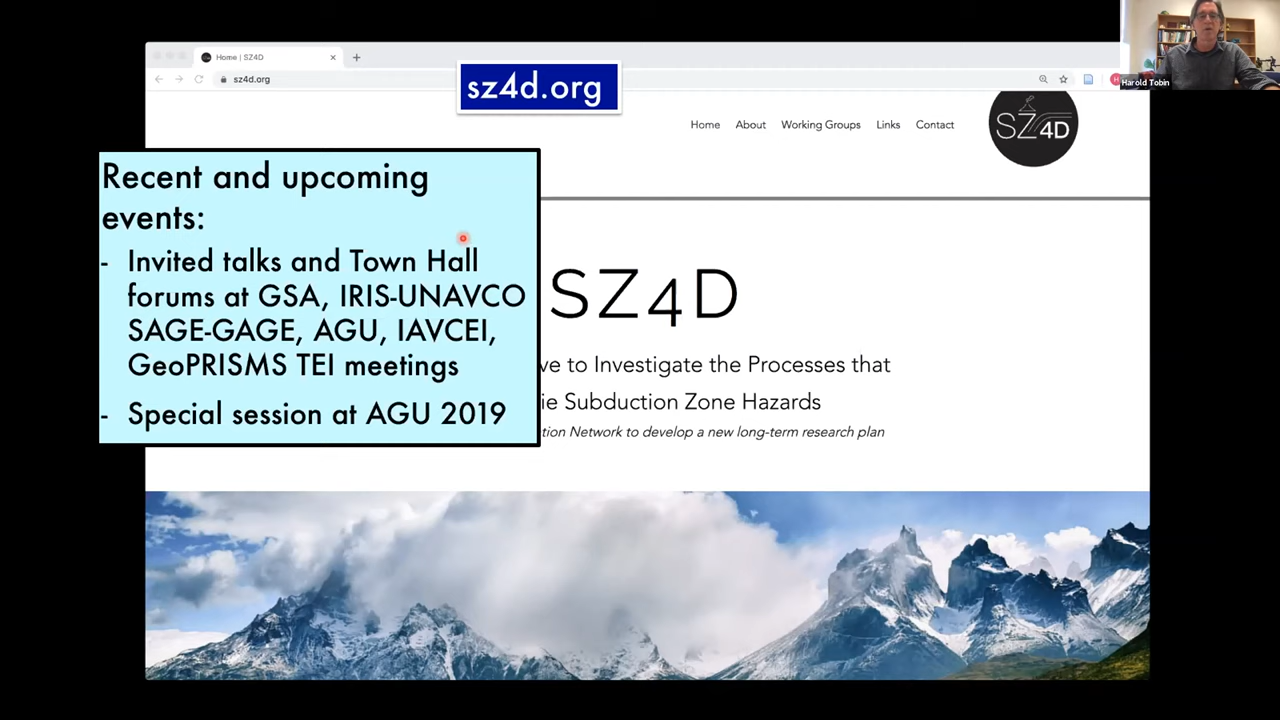 Home | SZ4D
sz4d.org
sz4d.org
Harold Tobin
Home About Working Groups Links Contact
SZ4D
Recent and upcoming
events:
- Invited talks and Town Hall
forums at GSA, IRIS-UNAVCO
SAGE-GAGE, AGU, IAVCEI,
GeoPRISMS TEI meetings
- Special session at AGU 2019
SZ4D
to Investigate the Processes that
Subduction Zone Hazards
Network to develop a new long-term research plan